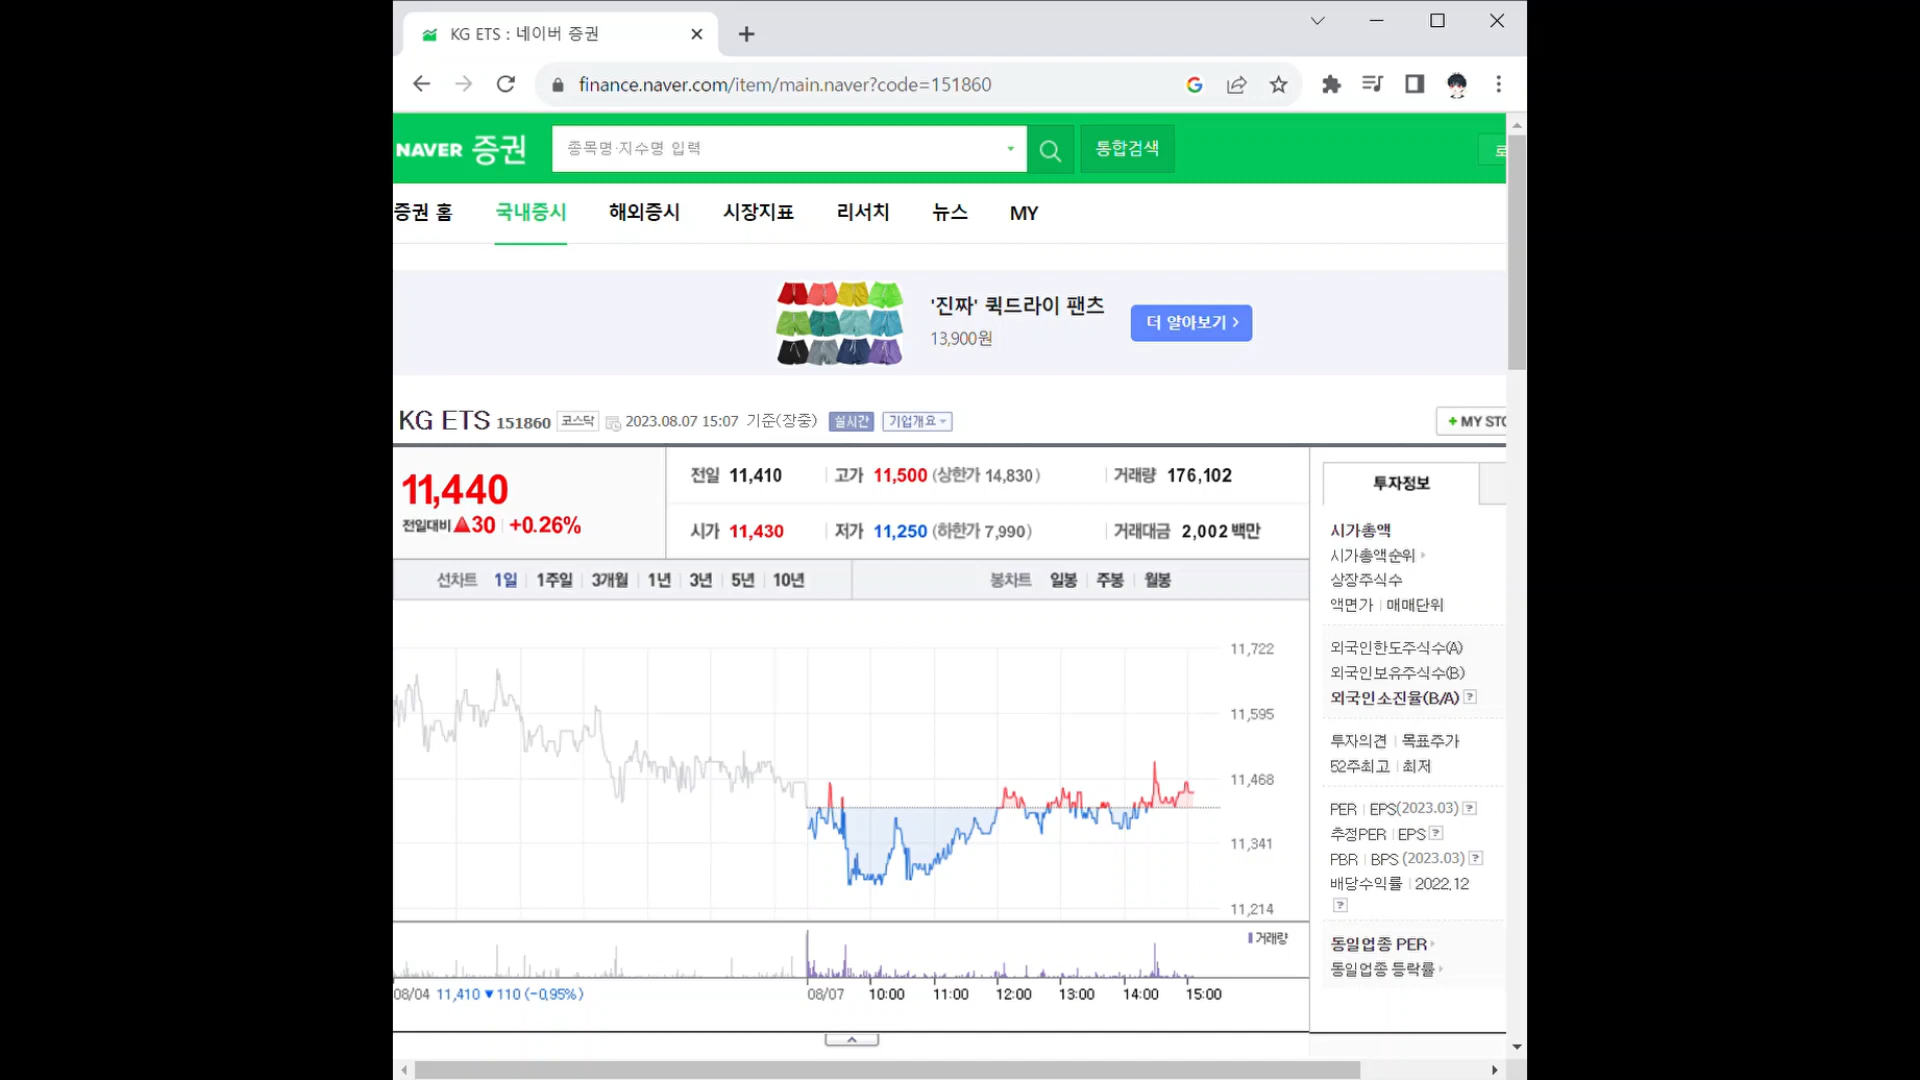 KG ETS : 네이버 증권
finance.naver.com/item/main.naver?code=151860
NAVER 증권
종목명·지수명 입력
통합검색
로
증권 홈 국내증시 해외증시 시장지표 리서치 뉴스 MY
'진짜' 퀵드라이 팬츠
13,900원
더 알아보기 >
KG ETS 151860 코스닥 2023.08.07 15:07 기준(장중) 실시간 기업개요
+ MY STO
11,440
전일대비 ▲30 +0.26%
전일 11,410 고가 11,500 (상한가 14,830) 거래량 176,102
시가 11,430 저가 11,250 (하한가 7,990) 거래대금 2,002 백만
선차트 1일 1주일 3개월 1년 3년 5년 10년
봉차트 일봉 주봉 월봉
11,722
11,595
11,468
11,341
11,214
거래량
08/04 11,410 ▼110 (-0.95%)
08/07 10:00 11:00 12:00 13:00 14:00 15:00
투자정보
시가총액
시가총액순위
상장주식수
액면가 | 매매단위
외국인한도주식수(A)
외국인보유주식수(B)
외국인소진율(B/A) ?
투자의견 | 목표주가
52주최고 | 최저
PER | EPS(2023.03) ?
추정PER | EPS ?
PBR | BPS (2023.03) ?
배당수익률 | 2022.12
?
동일업종 PER
동일업종 등락률